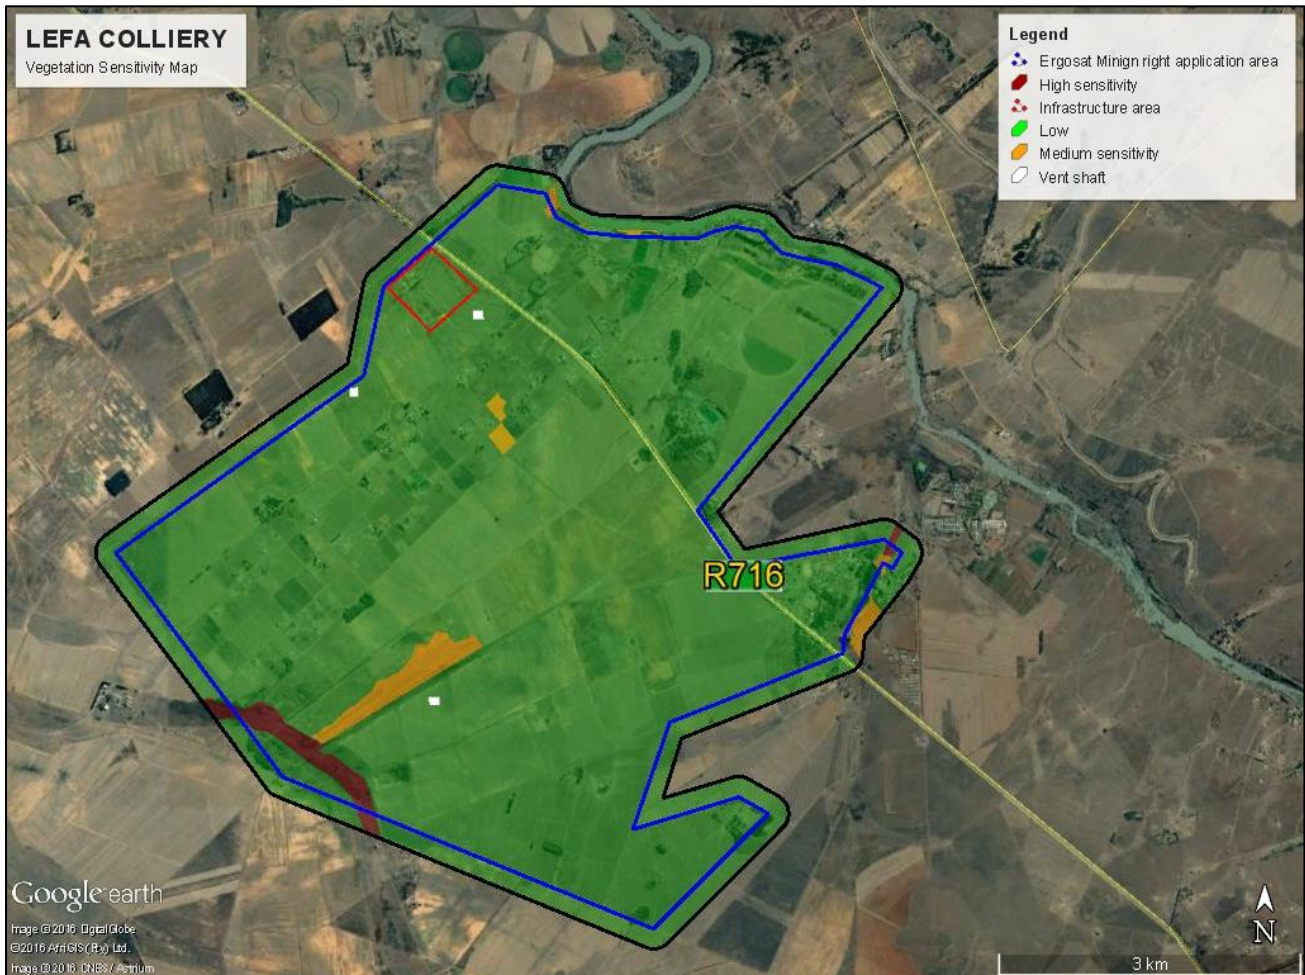 LEFA COLLIERY
Vegetation Sensitivity Map
Legend
Ergosat Minign right application area
High sensitivity
Infrastructure area
Low
Medium sensitivity
Vent shaft
R716
Google earth
Image © 2016 DigitalGlobe
© 2016 AfriGIS (Pty) Ltd.
Image © 2016 CNES / Astrium
N
3 km